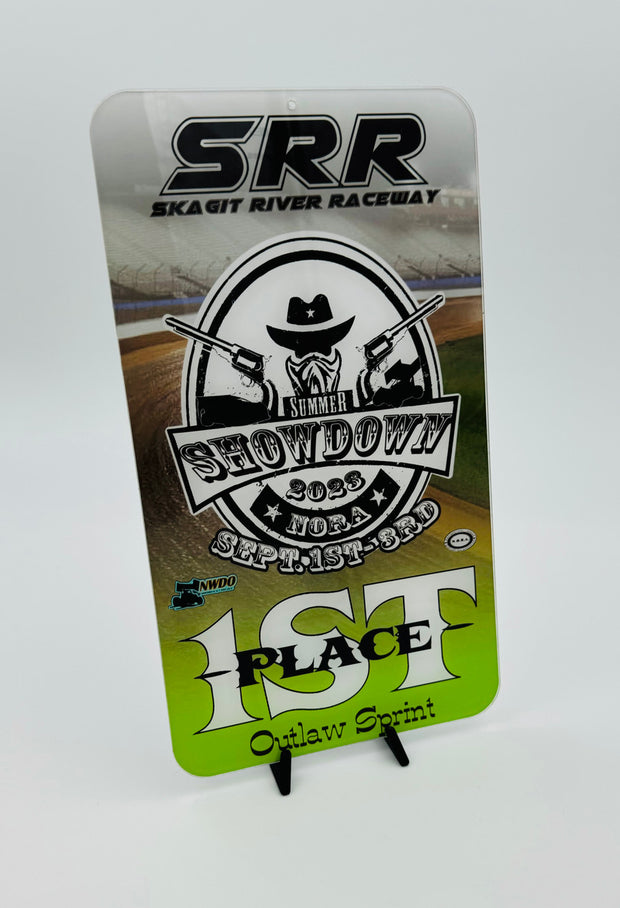 SRR
SKAGIT RIVER RACEWAY
SUMMER
SHOWDOWN
2023
NORA
SEPT. 1ST-3RD
NWDO
1ST
PLACE
Outlaw Sprint